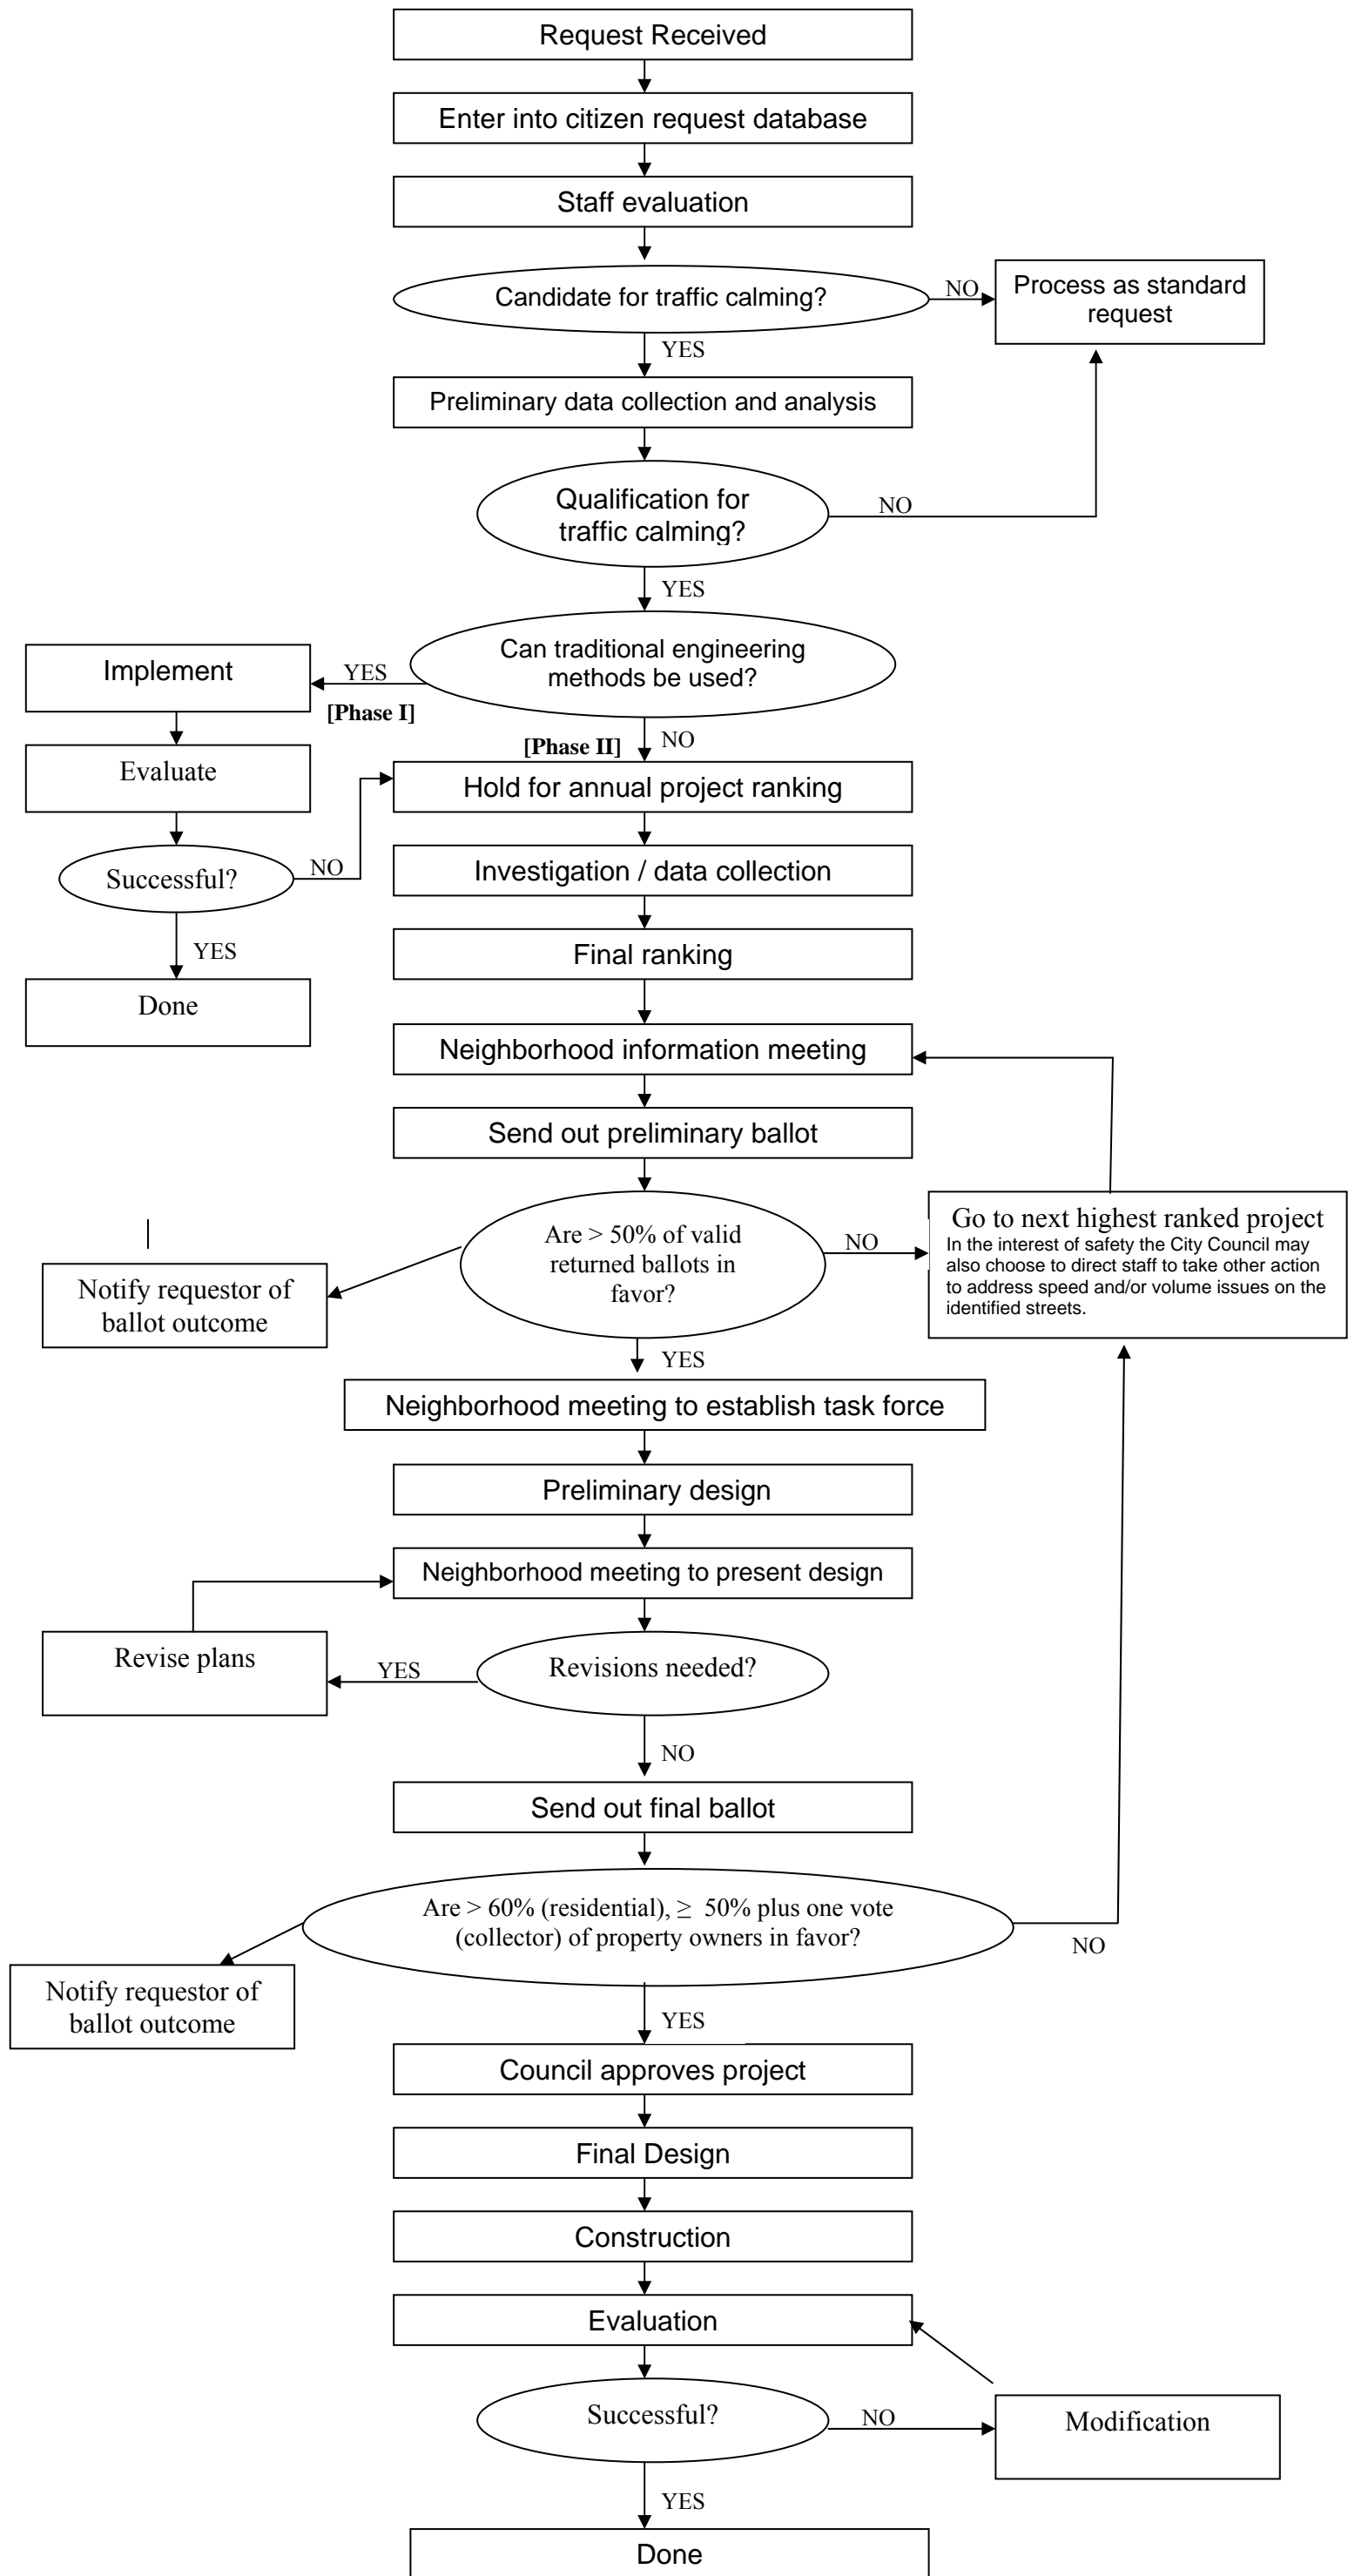 Request Received
Enter into citizen request database
Staff evaluation
Candidate for traffic calming?
NO
Process as standard
request
YES
Preliminary data collection and analysis
Qualification for
traffic calming?
NO
YES
Can traditional engineering
methods be used?
YES
Implement
[Phase I]
[Phase II]
NO
Evaluate
Hold for annual project ranking
Successful?
NO
Investigation / data collection
YES
Final ranking
Done
Neighborhood information meeting
Send out preliminary ballot
Are > 50% of valid
returned ballots in
favor?
NO
Go to next highest ranked project
In the interest of safety the City Council may
also choose to direct staff to take other action
to address speed and/or volume issues on the
identified streets.
Notify requestor of
ballot outcome
YES
Neighborhood meeting to establish task force
Preliminary design
Neighborhood meeting to present design
Revise plans
YES
Revisions needed?
NO
Send out final ballot
Are > 60% (residential), ≥ 50% plus one vote
(collector) of property owners in favor?
NO
Notify requestor of
ballot outcome
YES
Council approves project
Final Design
Construction
Evaluation
Successful?
NO
Modification
YES
Done